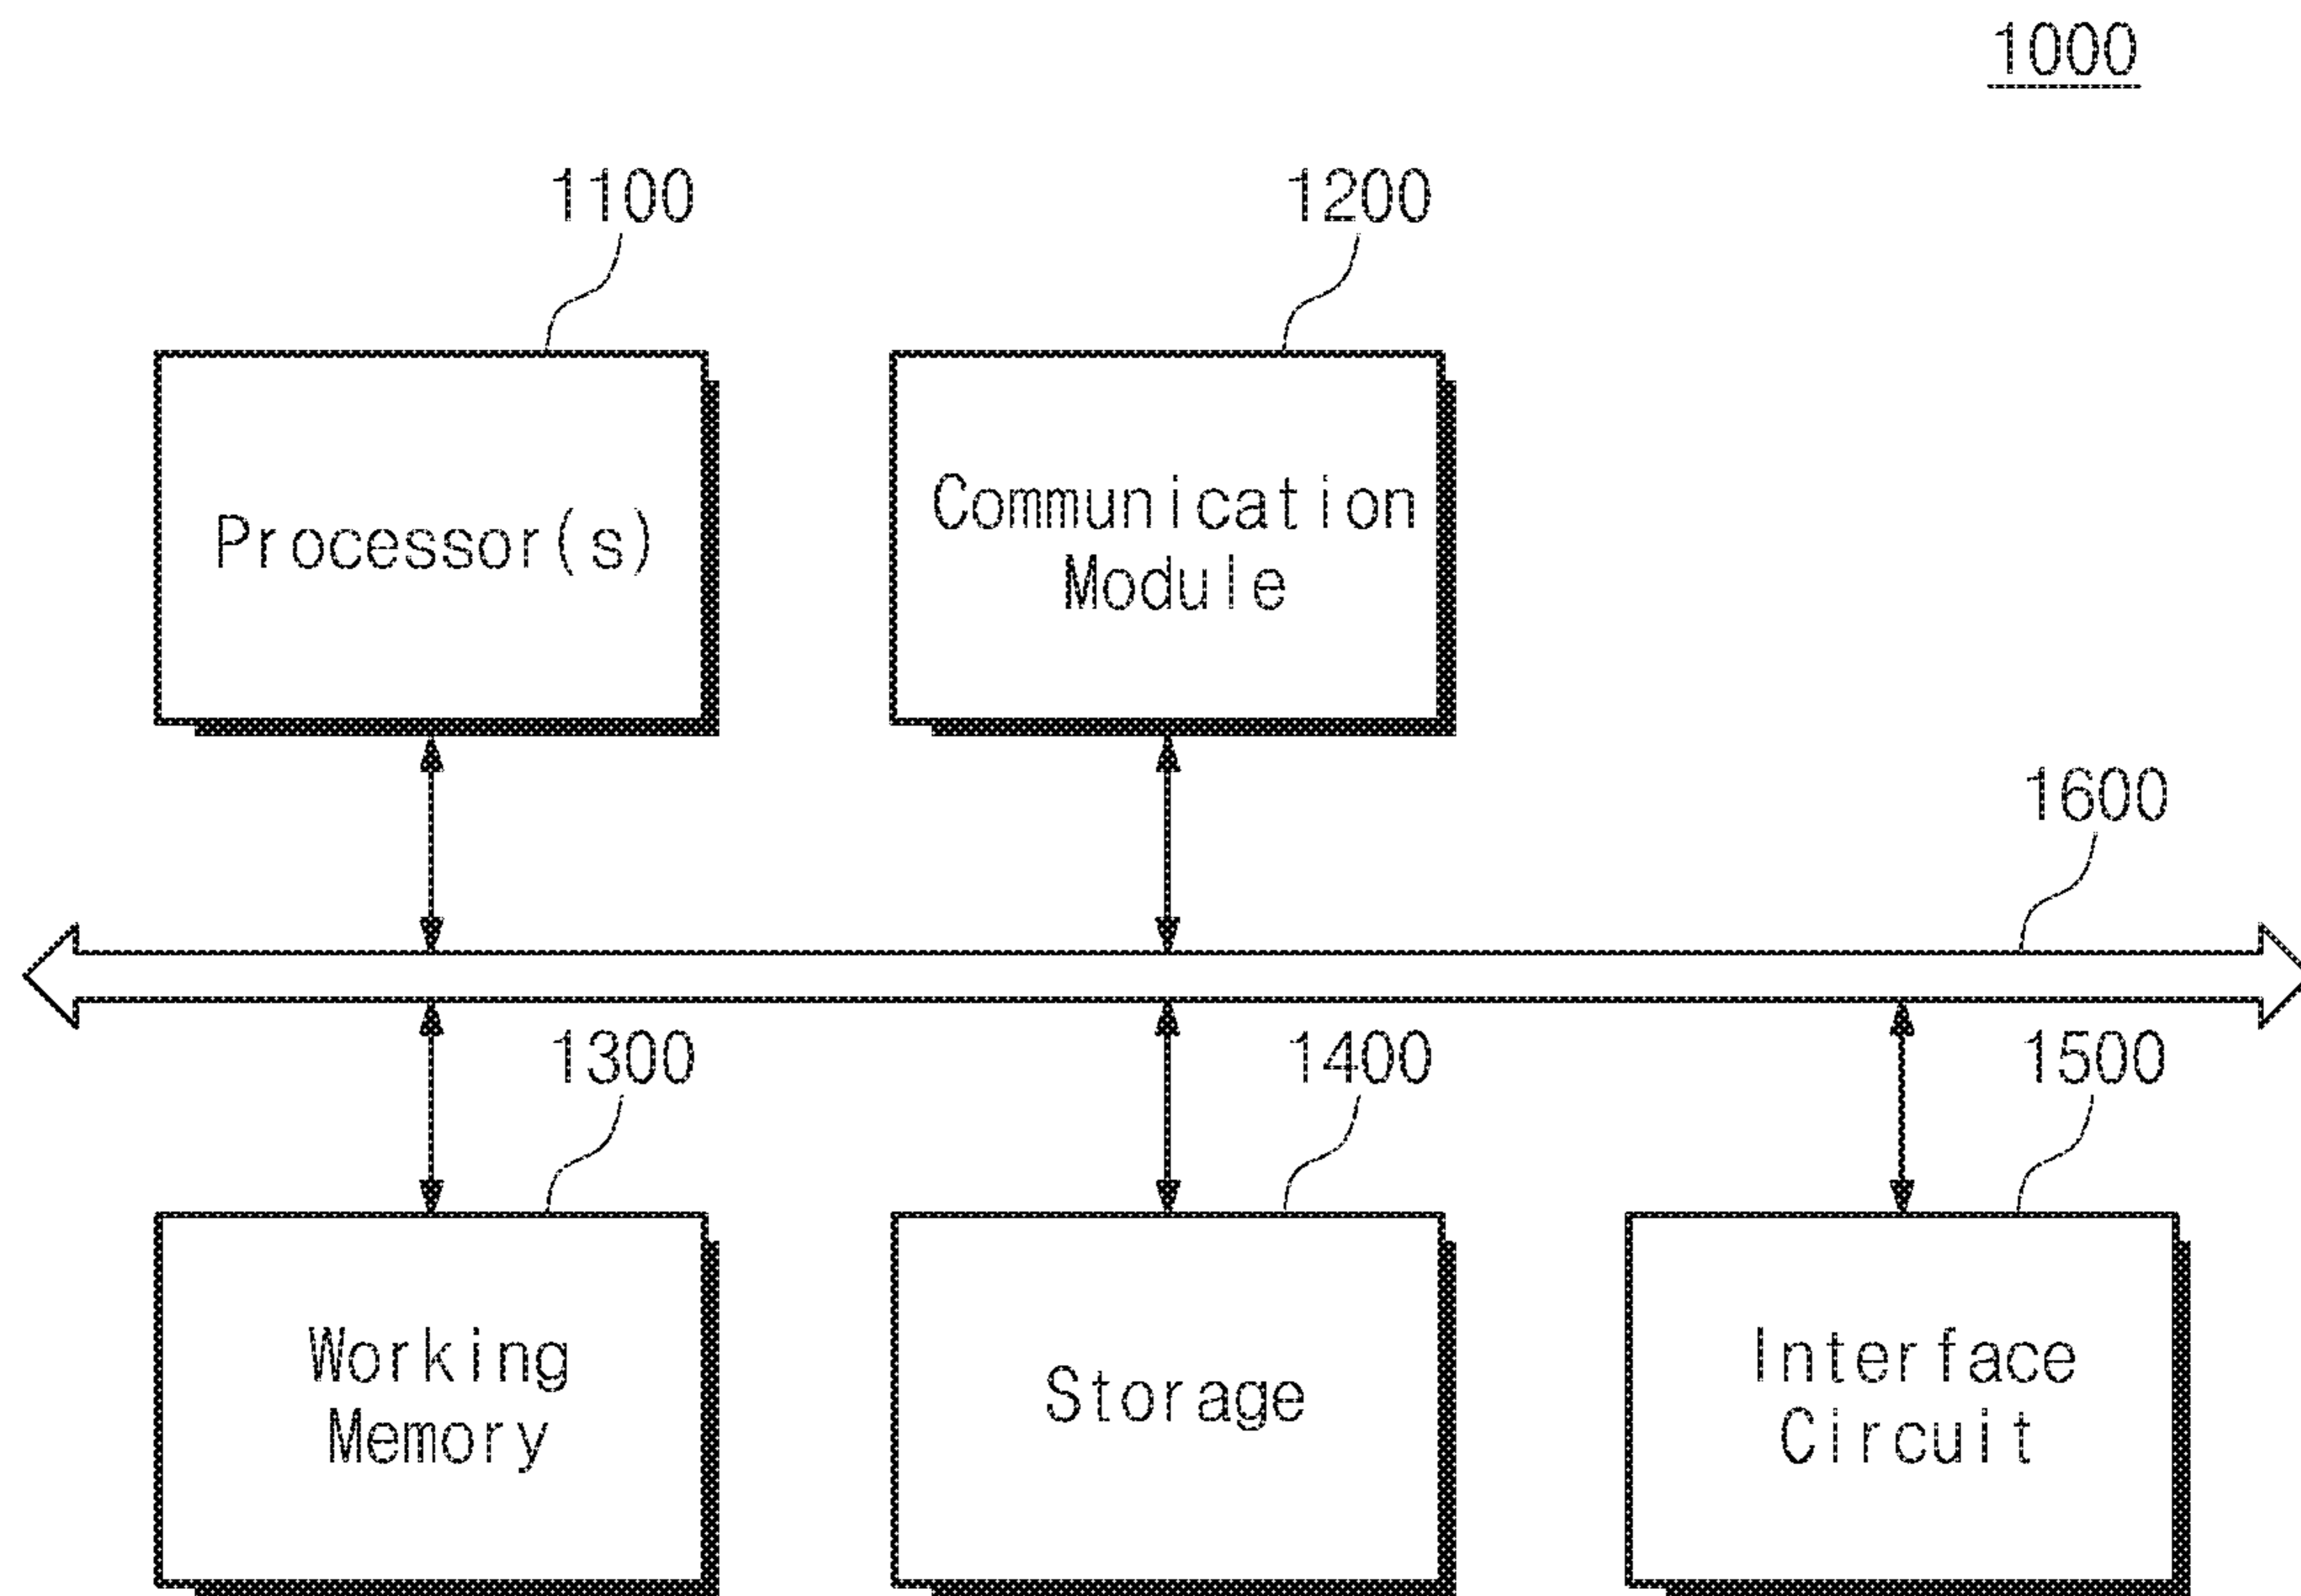 1000
1100
1200
Processor(s)
Communication
Module
1600
1300
1400
1500
Working
Memory
Storage
Interface
Circuit